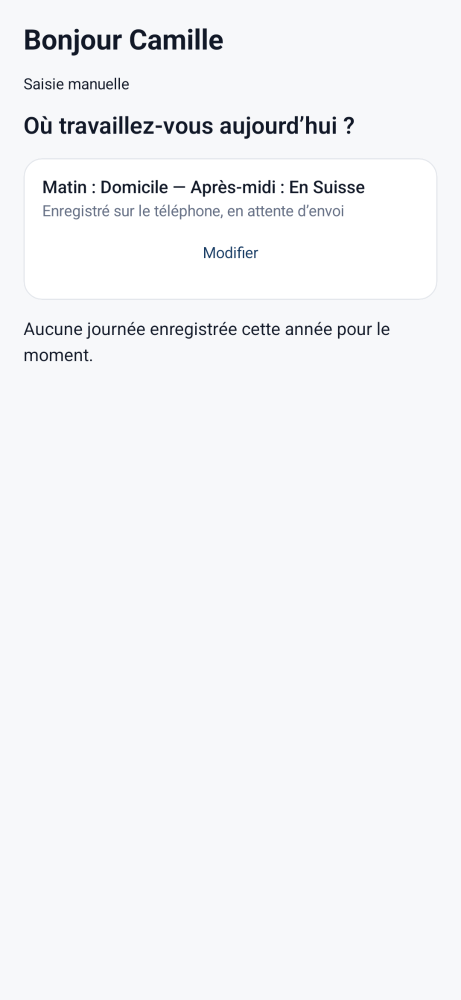 Bonjour Camille
Saisie manuelle
Où travaillez-vous aujourd’hui ?
Matin : Domicile — Après-midi : En Suisse
Enregistré sur le téléphone, en attente d’envoi
Modifier
Aucune journée enregistrée cette année pour le
moment.